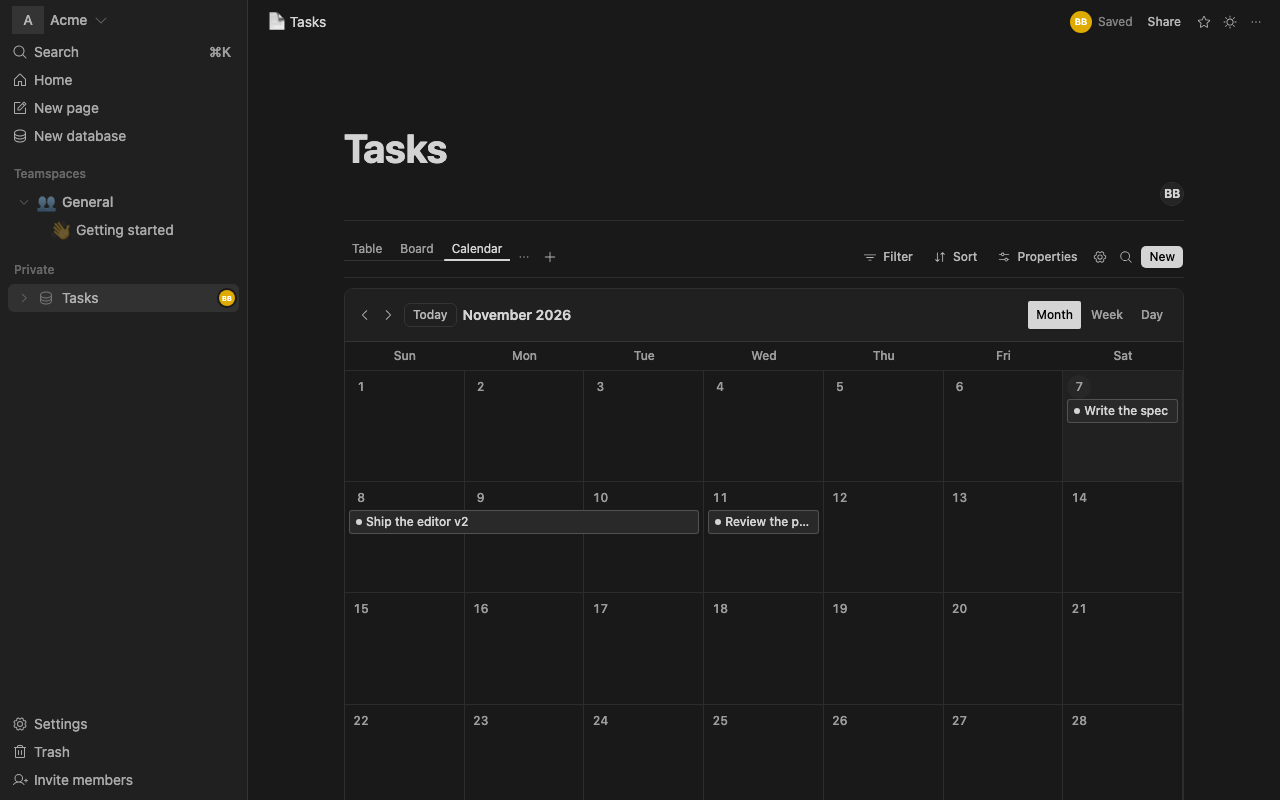 A Acme
Search ⌘K
Home
New page
New database
Teamspaces
General
Getting started
Private
Tasks BB
Settings
Trash
Invite members
Tasks
BB Saved Share
Tasks
BB
Table Board Calendar
Filter Sort Properties New
Today November 2026 Month Week Day
Sun Mon Tue Wed Thu Fri Sat
1 2 3 4 5 6 7
Write the spec
8 9 10 11 12 13 14
Ship the editor v2 Review the p...
15 16 17 18 19 20 21
22 23 24 25 26 27 28